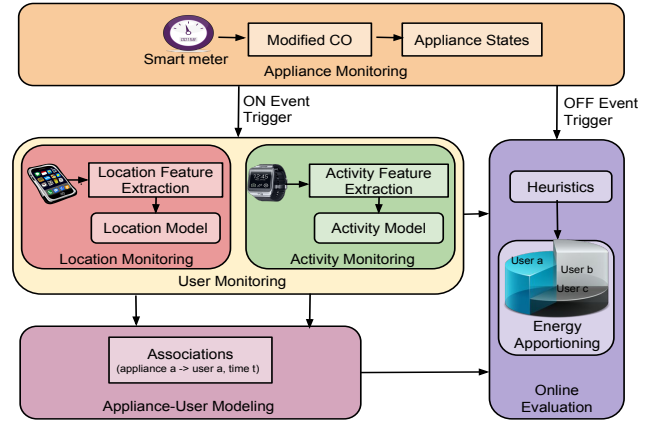 Smart meter
Modified CO
Appliance States
Appliance Monitoring
ON Event
Trigger
OFF Event
Trigger
Location Feature
Extraction
Location Model
Location Monitoring
Activity Feature
Extraction
Activity Model
Activity Monitoring
User Monitoring
Heuristics
User a
User b
User c
Energy
Apportioning
Online
Evaluation
Associations
(appliance a -> user a, time t)
Appliance-User Modeling